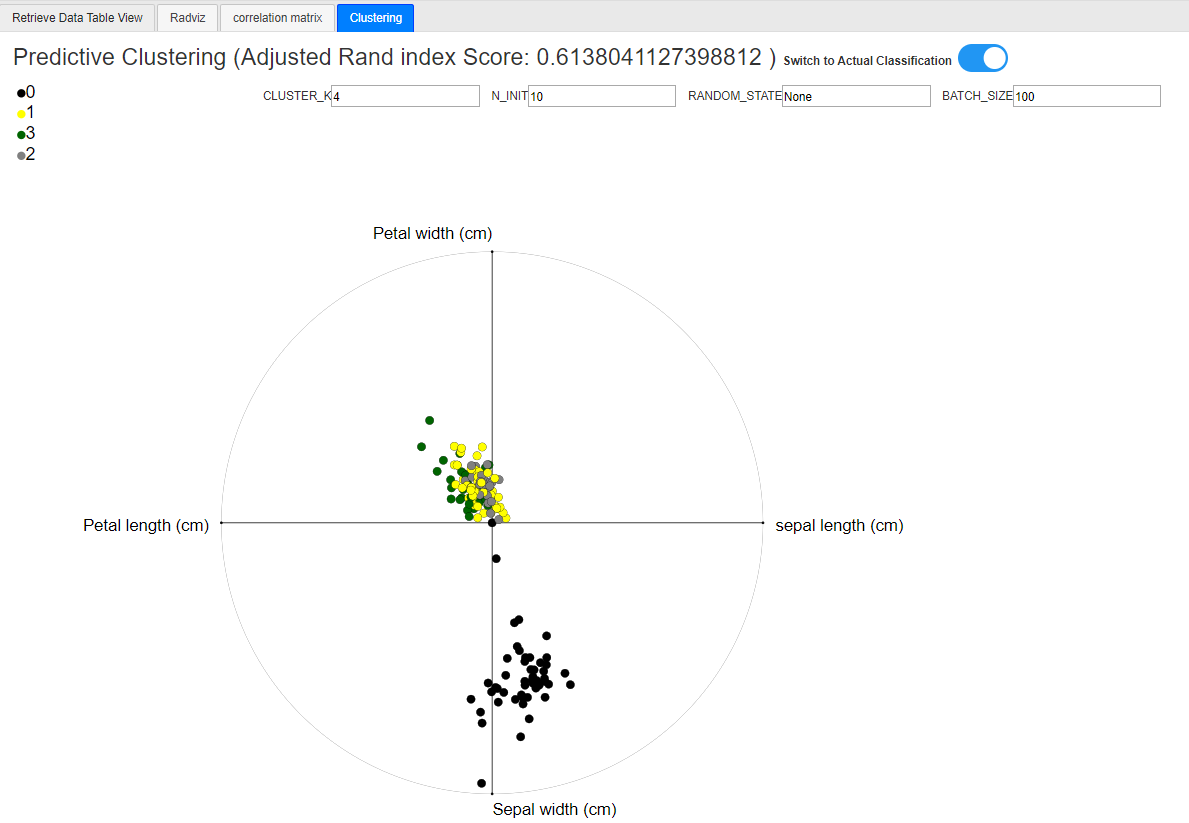 Retrieve Data Table View Radviz correlation matrix Clustering
Predictive Clustering (Adjusted Rand index Score: 0.6138041127398812 ) Switch to Actual Classification
0 CLUSTER_K 4 N_INIT 10 RANDOM_STATE None BATCH_SIZE 100
1
3
2
Petal width (cm)
Petal length (cm) sepal length (cm)
Sepal width (cm)